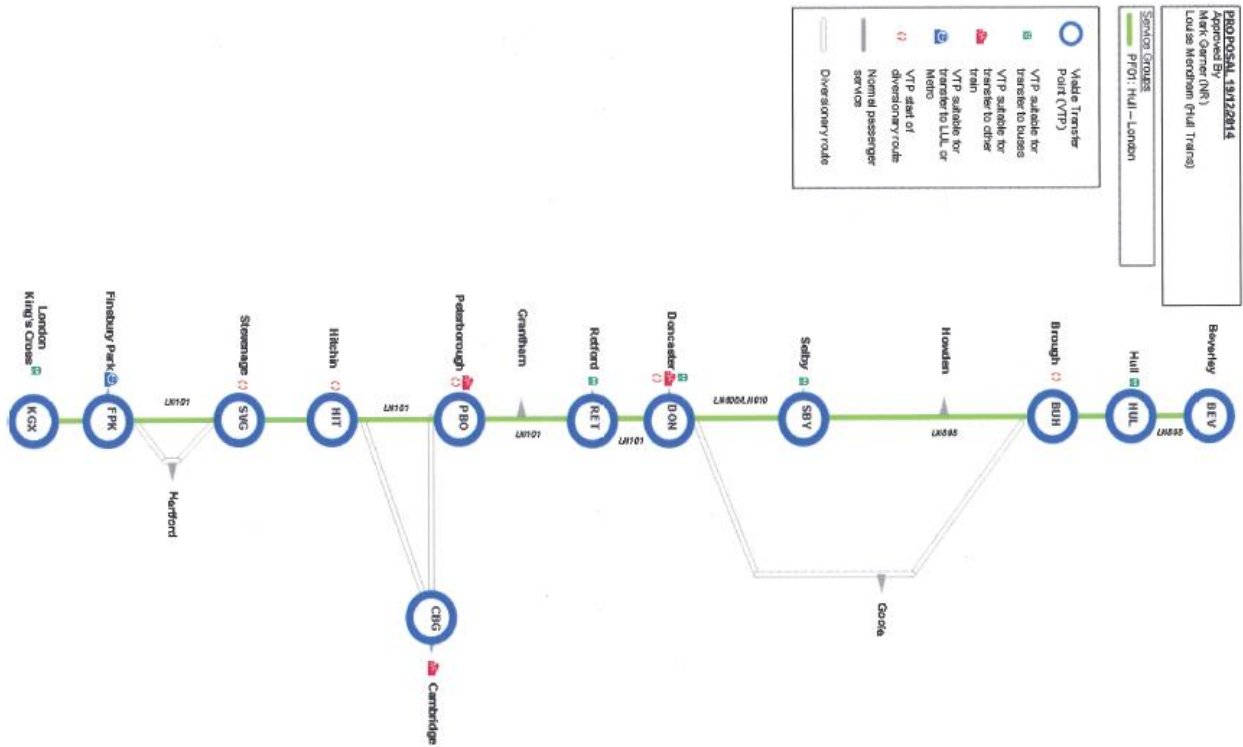 PROPOSAL 19/12/2014
Approved By
Mark Garner (NR)
Louise Mendham (Hull Trains)
Service Groups
PF01: Hull – London
Viable Transfer
Point (VTP)
VTP suitable for
transfer to buses
VTP suitable for
transfer to other
train
VTP suitable for
transfer to LUL or
Metro
VTP start of
diversionary route
Normal passenger
service
Diversionary route
Beverley
BEV
Hull
HUL
Brough
BUH
Howden
Selby
SBY
Doncaster
DON
Retford
RET
Grantham
Peterborough
PBO
Hitchin
HIT
Stevenage
SVG
Finsbury Park
FPK
London
King's Cross
KGX
LN101
LN101
LN101
LN101
Goole
CBG
Cambridge
Hertford